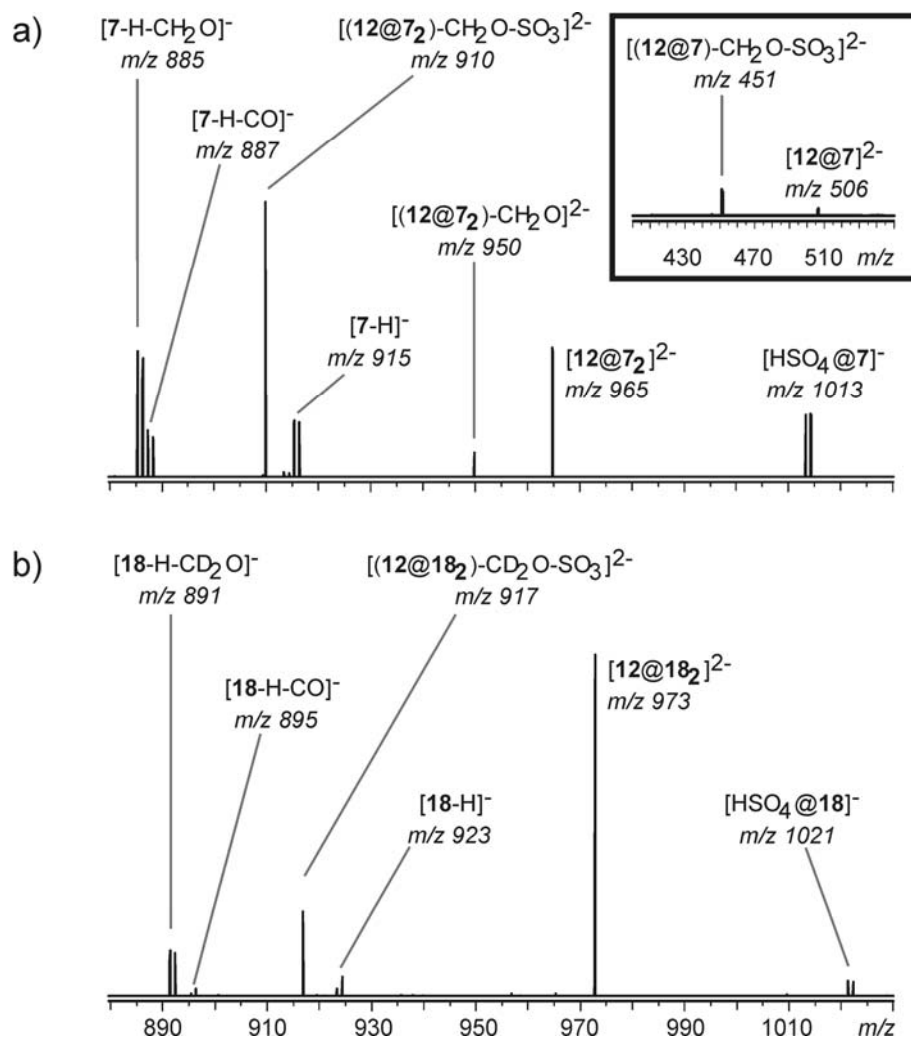 a)
[7-H-CH₂O]⁻
m/z 885
[7-H-CO]⁻
m/z 887
[(12@7₂)-CH₂O-SO₃]²⁻
m/z 910
[7-H]⁻
m/z 915
[(12@7₂)-CH₂O]²⁻
m/z 950
[12@7₂]²⁻
m/z 965
[HSO₄@7]⁻
m/z 1013
[(12@7)-CH₂O-SO₃]²⁻
m/z 451
[12@7]²⁻
m/z 506
430 470 510 m/z
b)
[18-H-CD₂O]⁻
m/z 891
[18-H-CO]⁻
m/z 895
[(12@18₂)-CD₂O-SO₃]²⁻
m/z 917
[18-H]⁻
m/z 923
[12@18₂]²⁻
m/z 973
[HSO₄@18]⁻
m/z 1021
890 910 930 950 970 990 1010 m/z